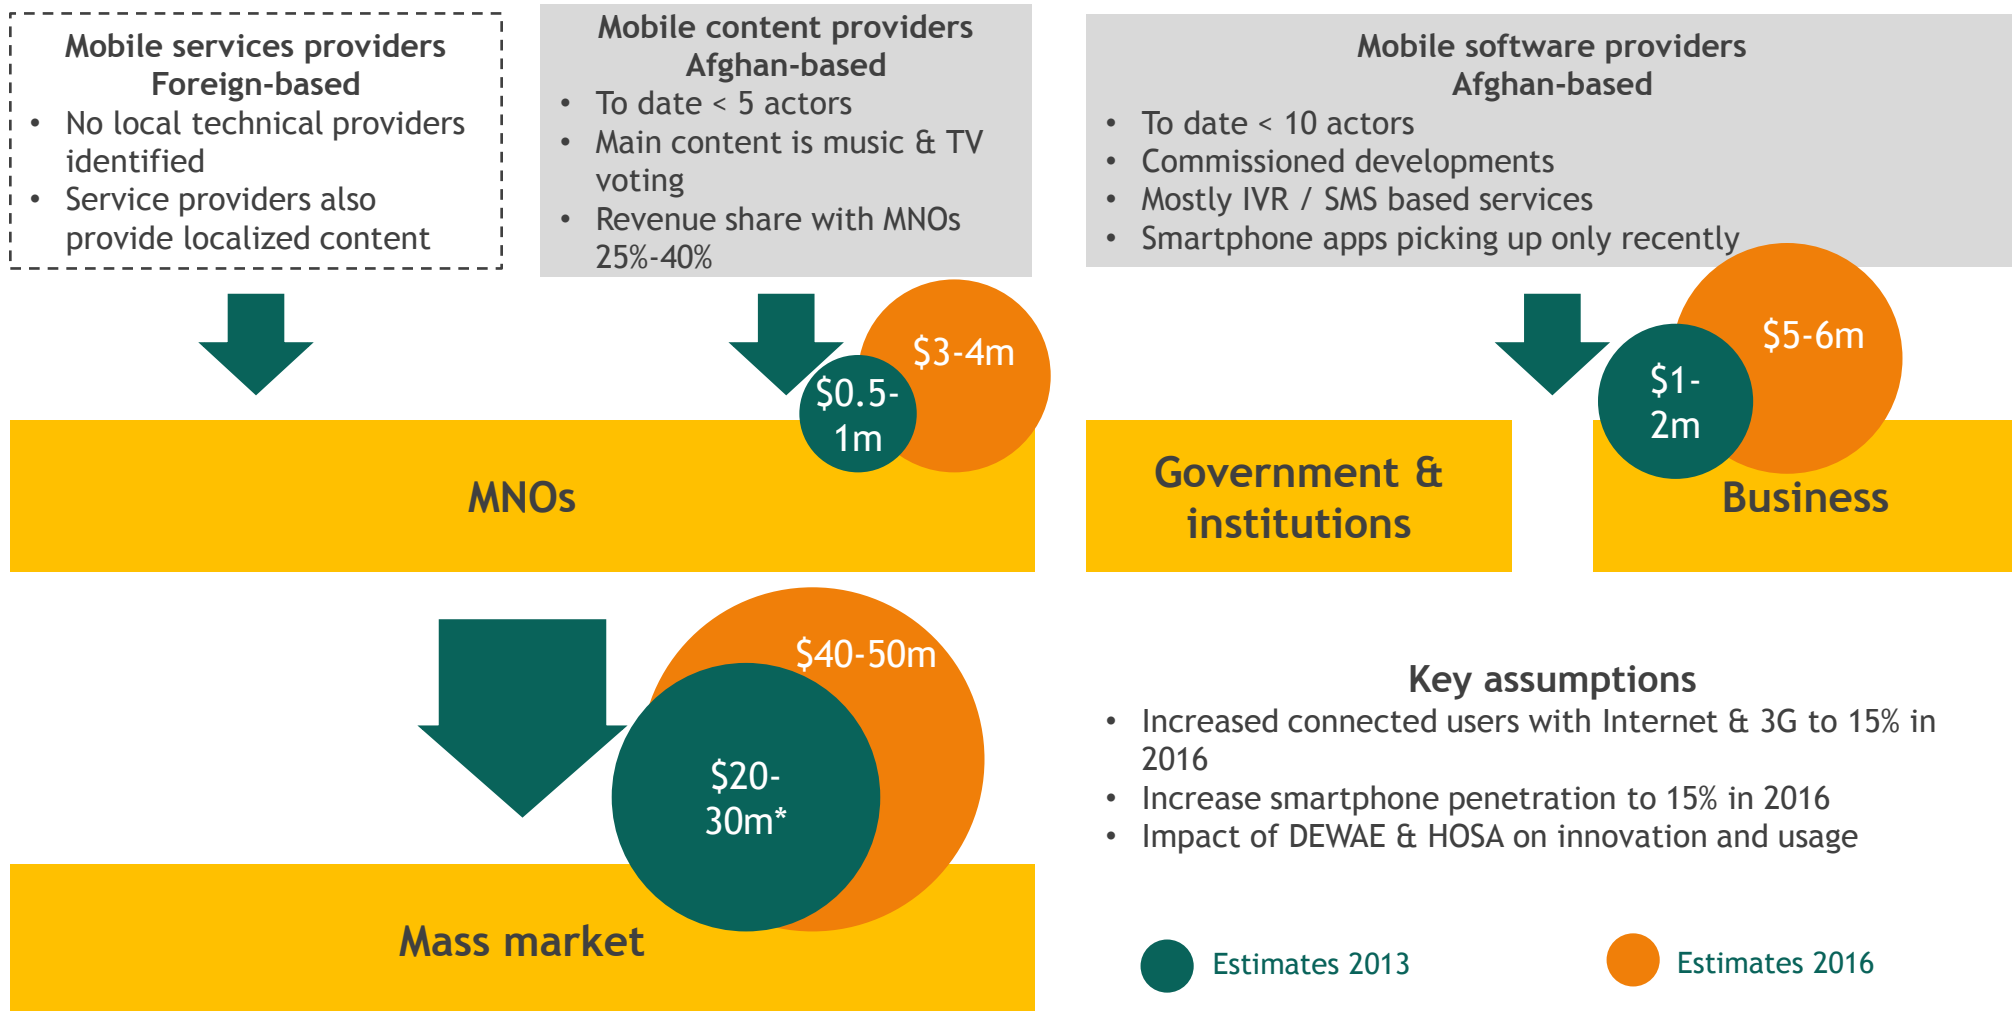 Mobile services providers
Foreign-based
• No local technical providers
identified
• Service providers also
provide localized content
Mobile content providers
Afghan-based
• To date < 5 actors
• Main content is music & TV
voting
• Revenue share with MNOs
25%-40%
Mobile software providers
Afghan-based
• To date < 10 actors
• Commissioned developments
• Mostly IVR / SMS based services
• Smartphone apps picking up only recently
$0.5-
1m
$3-4m
$1-
2m
$5-6m
MNOs
Government &
institutions
Business
$20-
30m*
$40-50m
Mass market
Key assumptions
• Increased connected users with Internet & 3G to 15% in
2016
• Increase smartphone penetration to 15% in 2016
• Impact of DEWAE & HOSA on innovation and usage
Estimates 2013
Estimates 2016